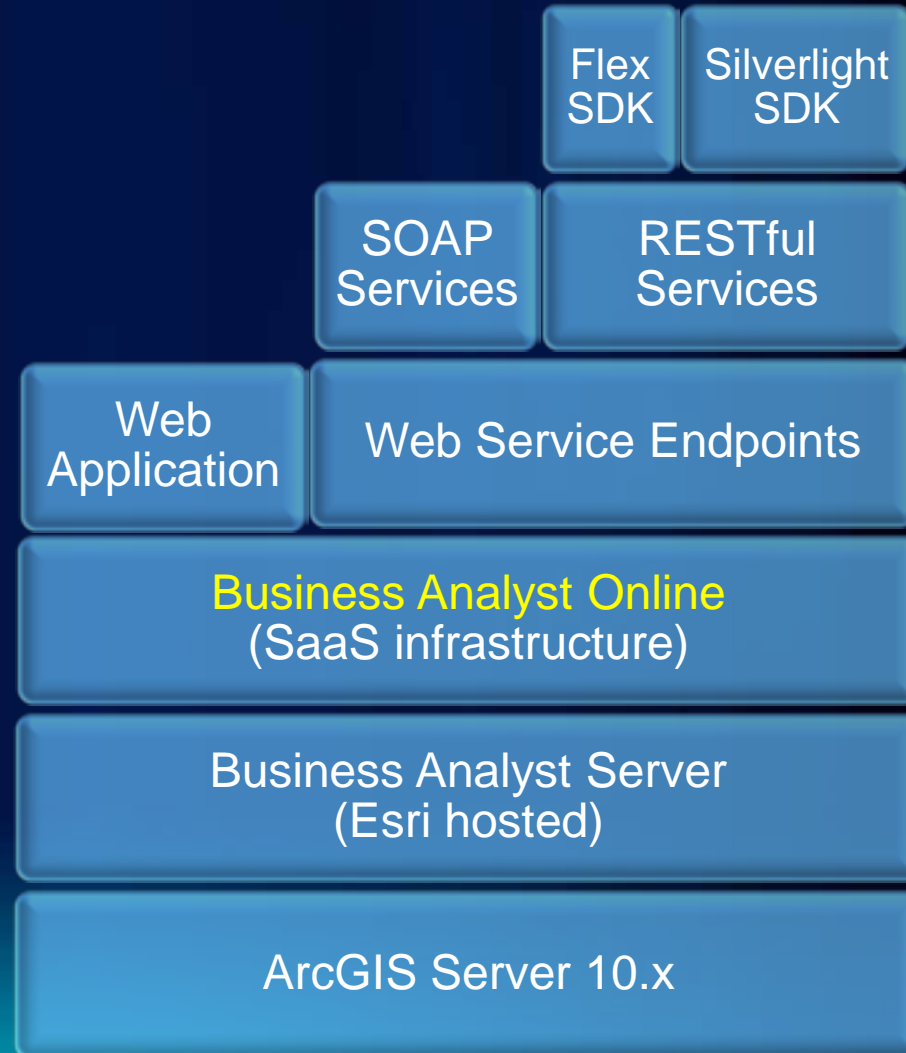 Flex
SDK
Silverlight
SDK
SOAP
Services
RESTful
Services
Web
Application
Web Service Endpoints
Business Analyst Online
(SaaS infrastructure)
Business Analyst Server
(Esri hosted)
ArcGIS Server 10.x